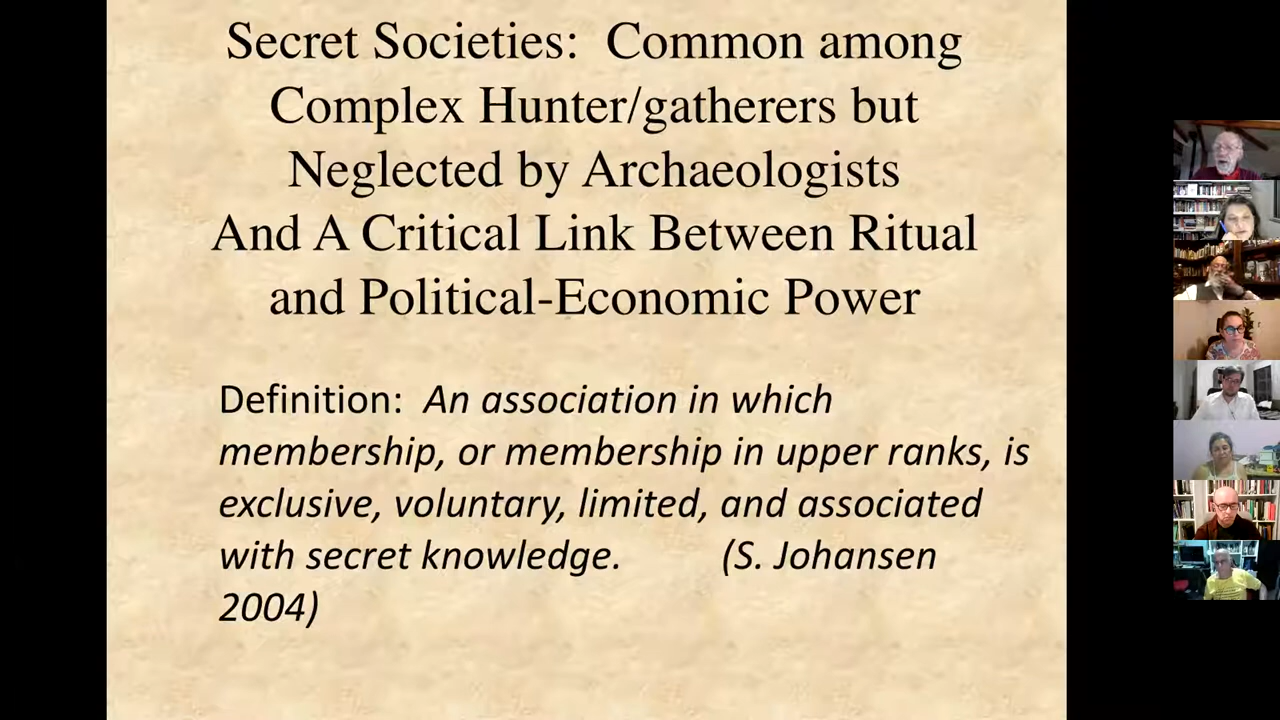 Secret Societies: Common among
Complex Hunter/gatherers but
Neglected by Archaeologists
And A Critical Link Between Ritual
and Political-Economic Power
Definition: An association in which
membership, or membership in upper ranks, is
exclusive, voluntary, limited, and associated
with secret knowledge. (S. Johansen
2004)